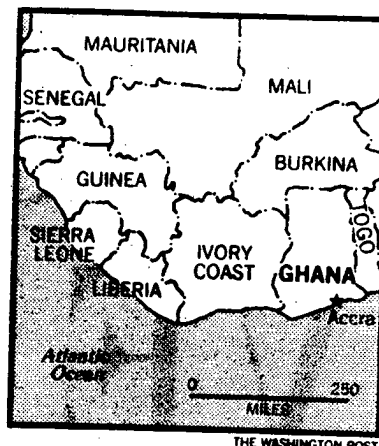 MAURITANIA
MALI
SENEGAL
BURKINA
GUINEA
TOGO
SIERRA
LEONE
IVORY
COAST
GHANA
LIBERIA
Accra
Atlantic
Ocean
0 250
MILES
THE WASHINGTON POST